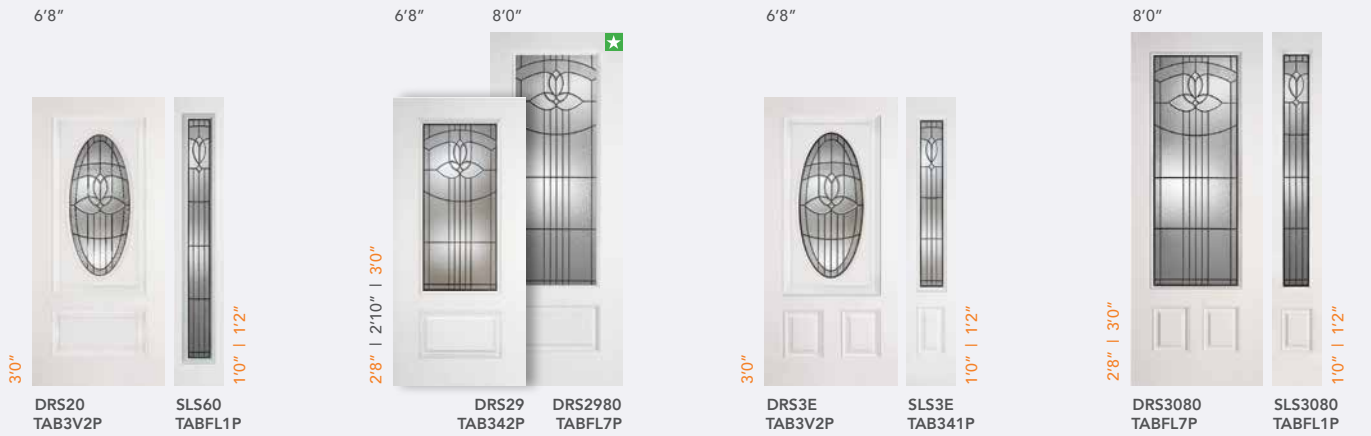 6'8"
6'8" 8'0"
6'8"
8'0"
3'0"
1'0" | 1'2"
2'8" | 2'10" | 3'0"
3'0"
1'0" | 1'2"
2'8" | 3'0"
1'0" | 1'2"
DRS20
TAB3V2P
SLS60
TABFL1P
DRS29
TAB342P
DRS2980
TABFL7P
DRS3E
TAB3V2P
SLS3E
TAB341P
DRS3080
TABFL7P
SLS3080
TABFL1P